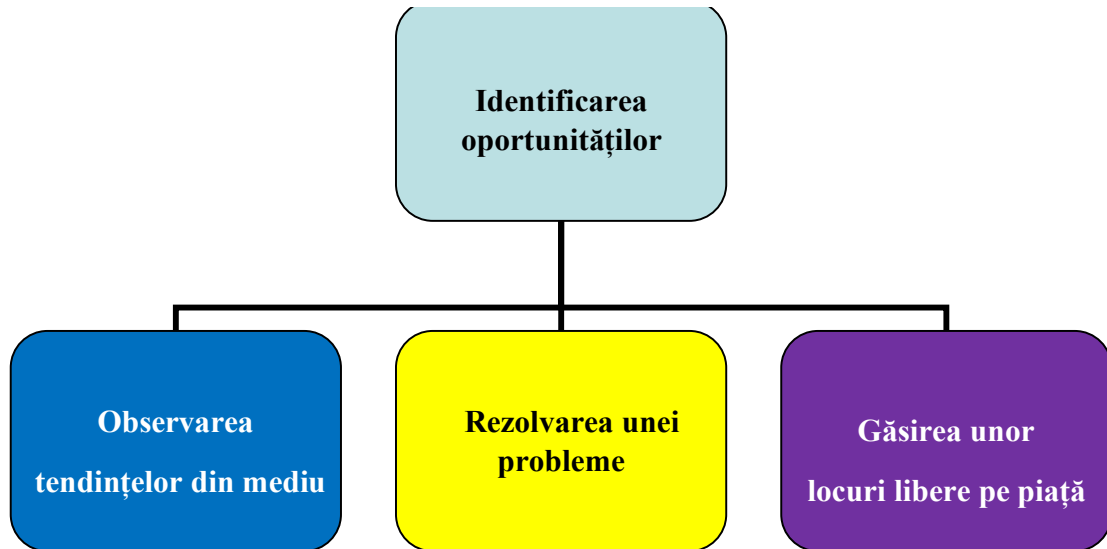 Identificarea
oportunităților
Observarea
tendințelor din mediu
Rezolvarea unei
probleme
Găsirea unor
locuri libere pe piață